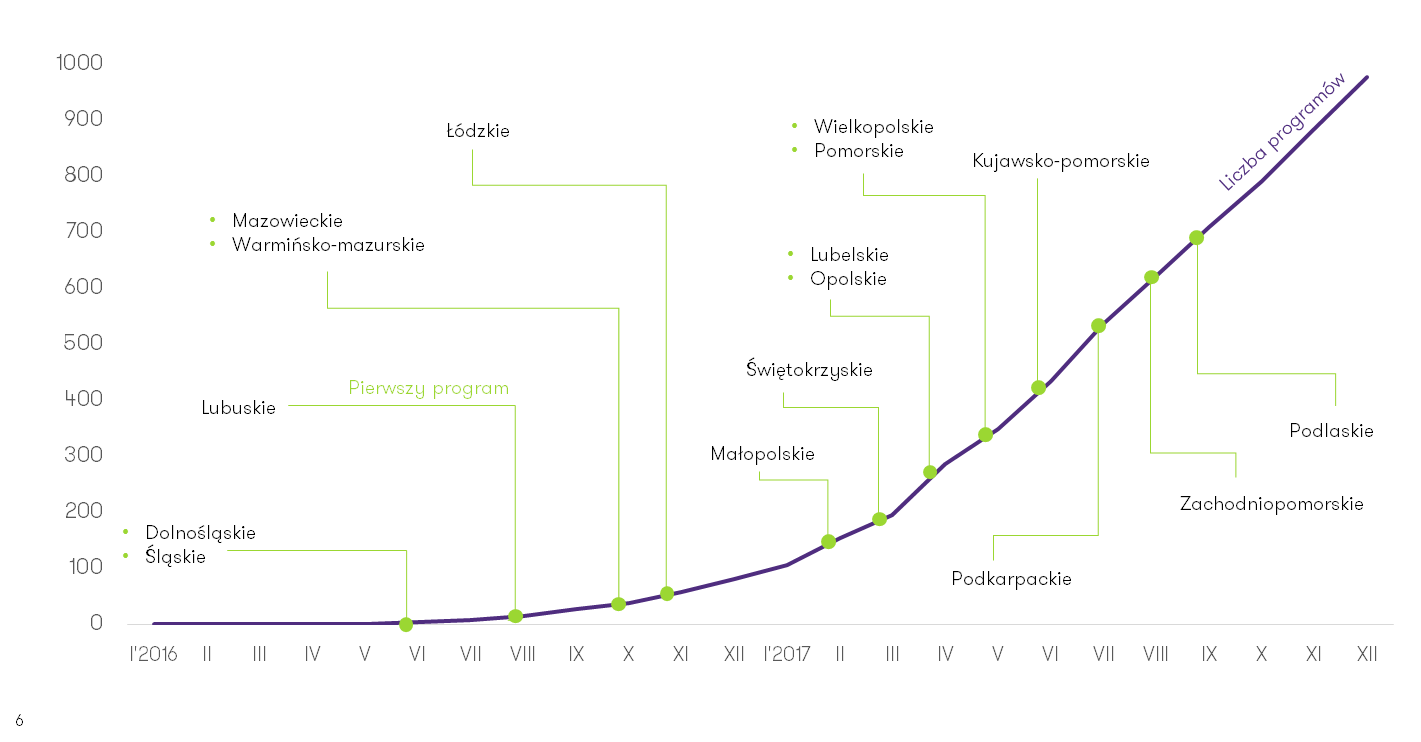 1000
900
800
700
600
500
400
300
200
100
0
Łódzkie
• Mazowieckie
• Warmińsko-mazurskie
Pierwszy program
Lubuskie
• Dolnośląskie
• Śląskie
• Wielkopolskie
• Pomorskie
Kujawsko-pomorskie
Liczba programów
• Lubelskie
• Opolskie
Świętokrzyskie
Małopolskie
Podlaskie
Zachodniopomorskie
Podkarpackie
I'2016 II III IV V VI VII VIII IX X XI XII I'2017 II III IV V VI VII VIII IX X XI XII
6